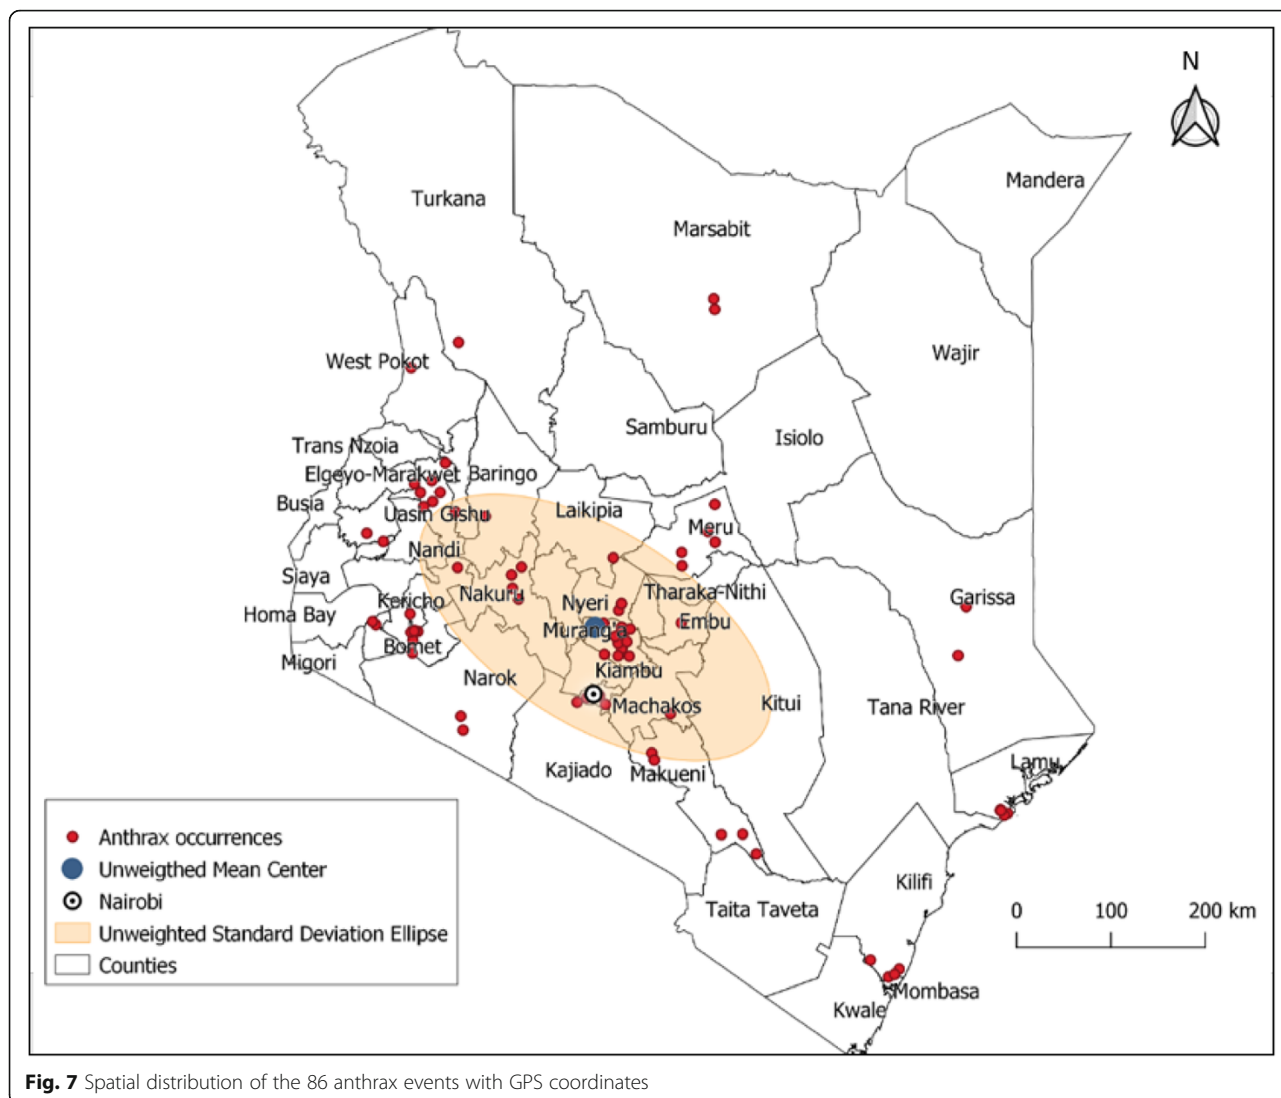 N
Mandera
Turkana
Marsabit
Wajir
West Pokot
Samburu
Isiolo
Trans Nzoia
Elgeyo-Marakwet
Baringo
Busia
Uasin Gishu
Laikipia
Meru
Nandi
Siaya
Nakuru
Nyeri
Tharaka-Nithi
Garissa
Kericho
Homa Bay
Embu
Murang'a
Bomet
Migori
Kiambu
Narok
Machakos
Kitui
Tana River
Lamu
Kajiado
Makueni
Anthrax occurrences
Unweigthed Mean Center
Nairobi
Unweighted Standard Deviation Ellipse
Counties
Kilifi
Taita Taveta
0 100 200 km
Mombasa
Kwale
Fig. 7 Spatial distribution of the 86 anthrax events with GPS coordinates